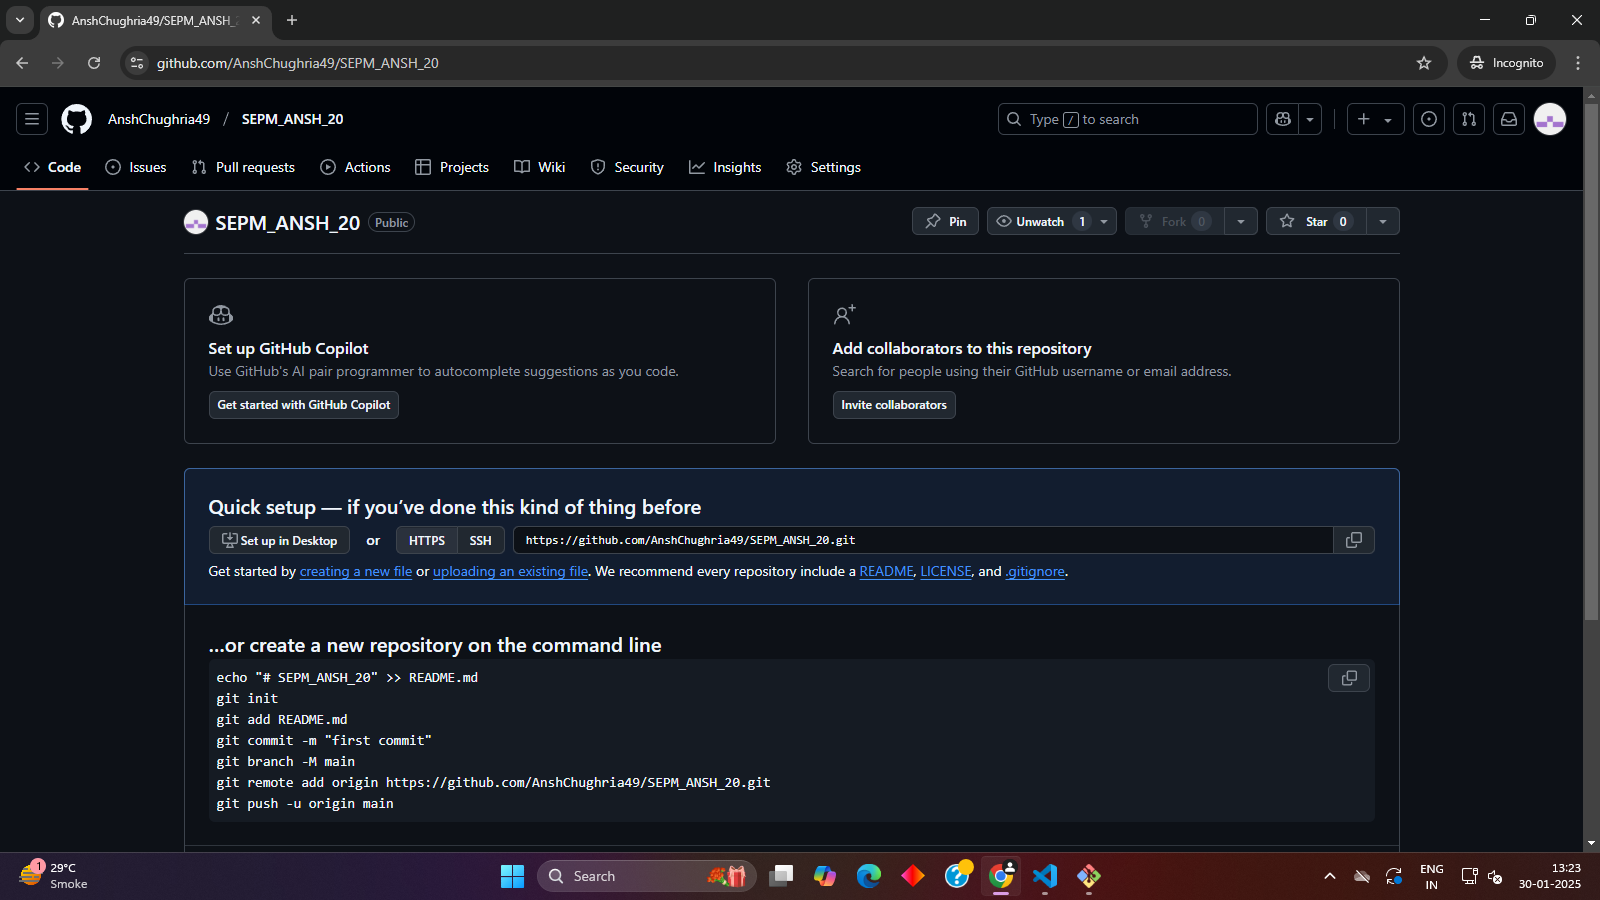 AnshChughria49/SEPM_ANSH_2
github.com/AnshChughria49/SEPM_ANSH_20
Incognito
AnshChughria49 / SEPM_ANSH_20
Type / to search
Code
Issues
Pull requests
Actions
Projects
Wiki
Security
Insights
Settings
SEPM_ANSH_20 Public
Pin
Unwatch 1
Fork 0
Star 0
Set up GitHub Copilot
Use GitHub's AI pair programmer to autocomplete suggestions as you code.
Get started with GitHub Copilot
Add collaborators to this repository
Search for people using their GitHub username or email address.
Invite collaborators
Quick setup — if you’ve done this kind of thing before
Set up in Desktop or HTTPS SSH https://github.com/AnshChughria49/SEPM_ANSH_20.git
Get started by creating a new file or uploading an existing file. We recommend every repository include a README, LICENSE, and .gitignore.
…or create a new repository on the command line
echo "# SEPM_ANSH_20" >> README.md
git init
git add README.md
git commit -m "first commit"
git branch -M main
git remote add origin https://github.com/AnshChughria49/SEPM_ANSH_20.git
git push -u origin main
1
29°C
Smoke
Search
ENG
IN
13:23
30-01-2025